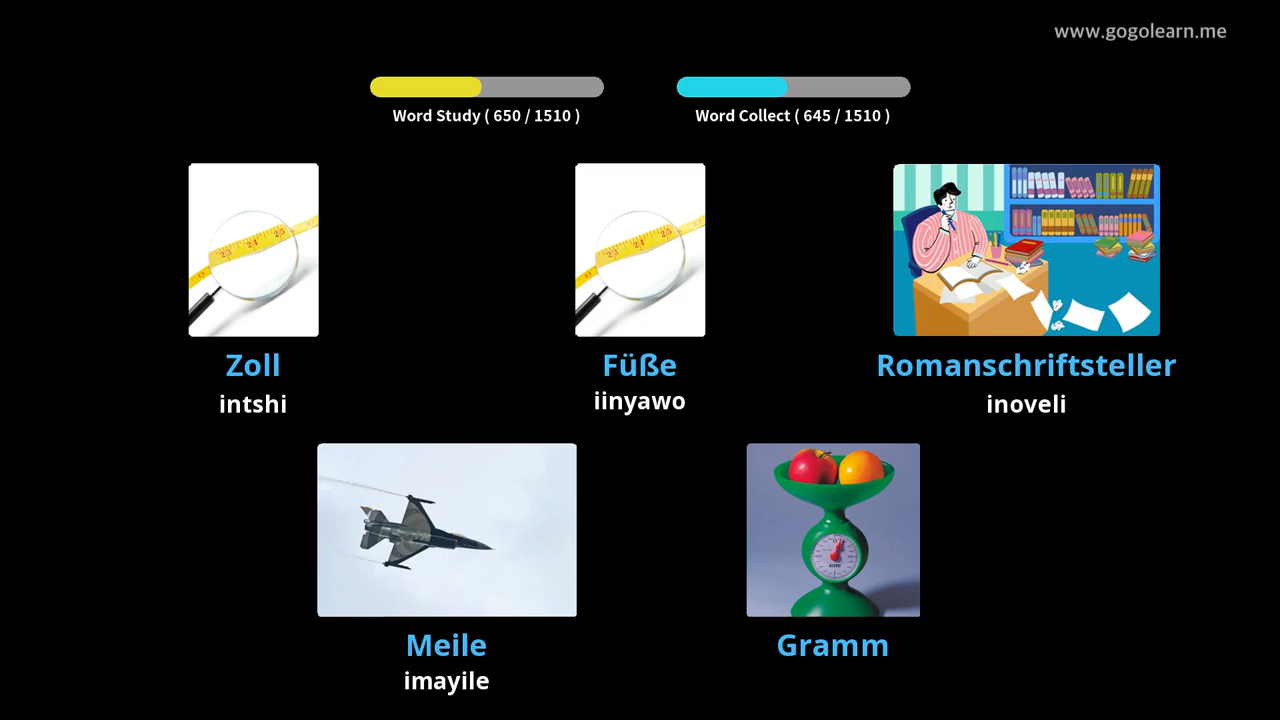 www.gogolearn.me
Word Study ( 650 / 1510 )
Word Collect ( 645 / 1510 )
Zoll
Füße
Romanschriftsteller
intshi
iinyawo
inoveli
Meile
Gramm
imayile